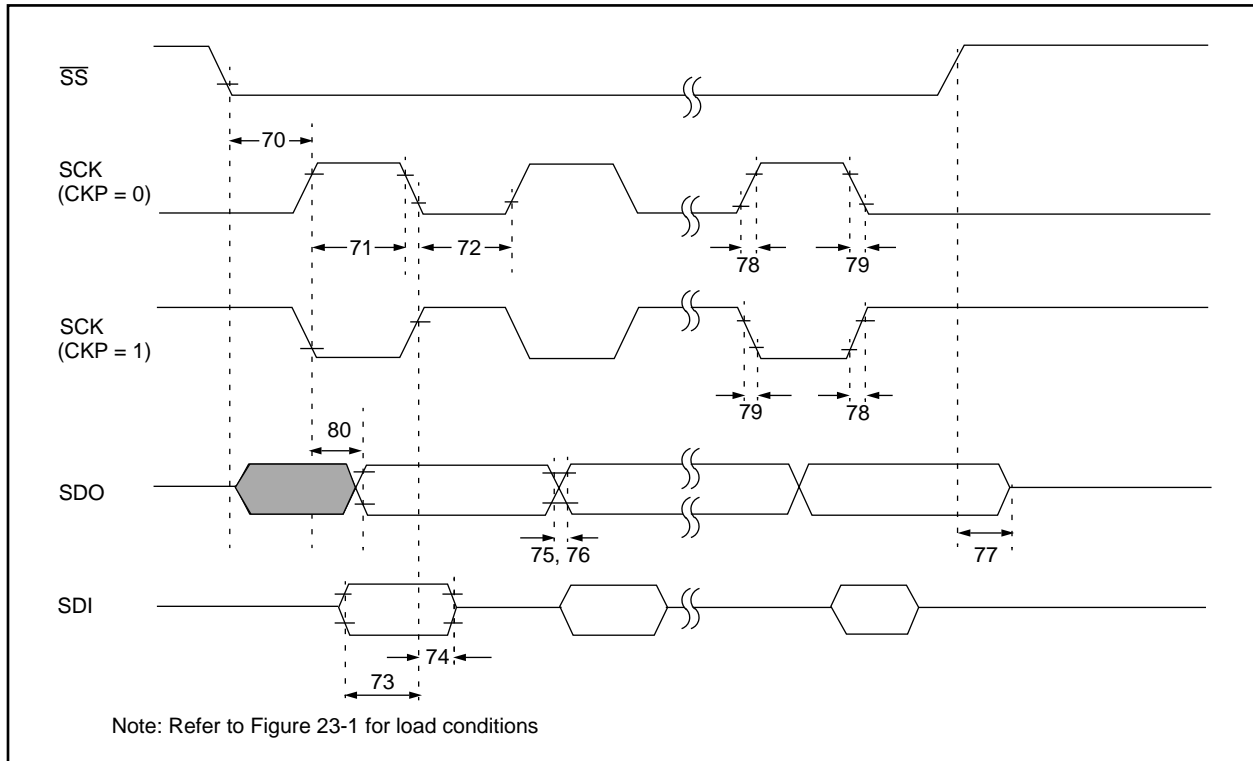 SS
70
SCK
(CKP = 0)
71
72
78
79
SCK
(CKP = 1)
79
78
80
SDO
75, 76
77
SDI
74
73
Note: Refer to Figure 23-1 for load conditions